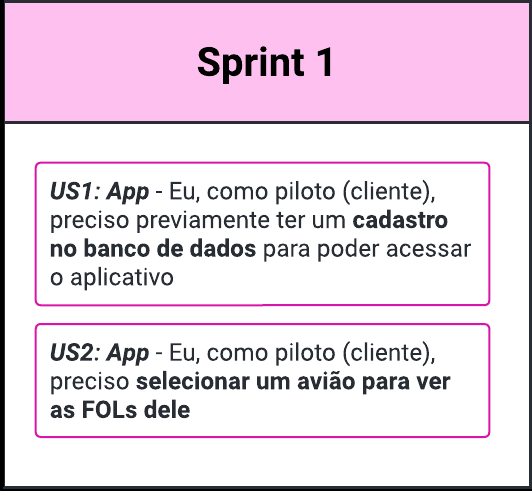 Sprint 1
US1: App - Eu, como piloto (cliente),
preciso previamente ter um cadastro
no banco de dados para poder acessar
o aplicativo
US2: App - Eu, como piloto (cliente),
preciso selecionar um avião para ver
as FOLs dele